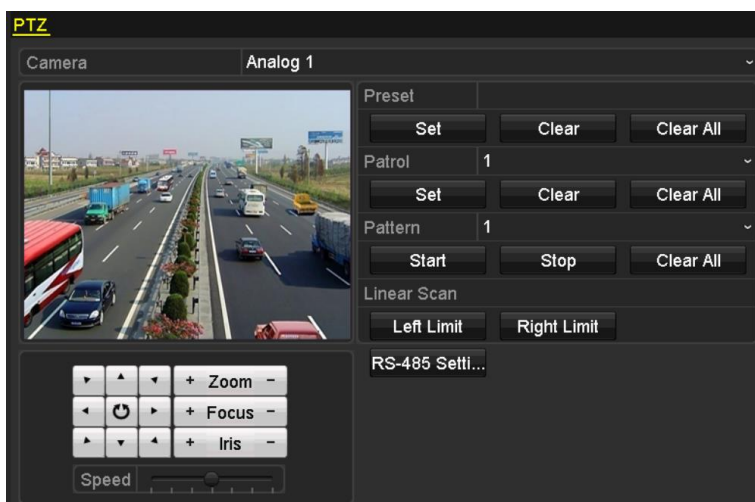 PTZ
Camera Analog 1
Preset
Set Clear Clear All
Patrol 1
Set Clear Clear All
Pattern 1
Start Stop Clear All
Linear Scan
Left Limit Right Limit
RS-485 Setti...
+ Zoom -
+ Focus -
+ Iris -
Speed